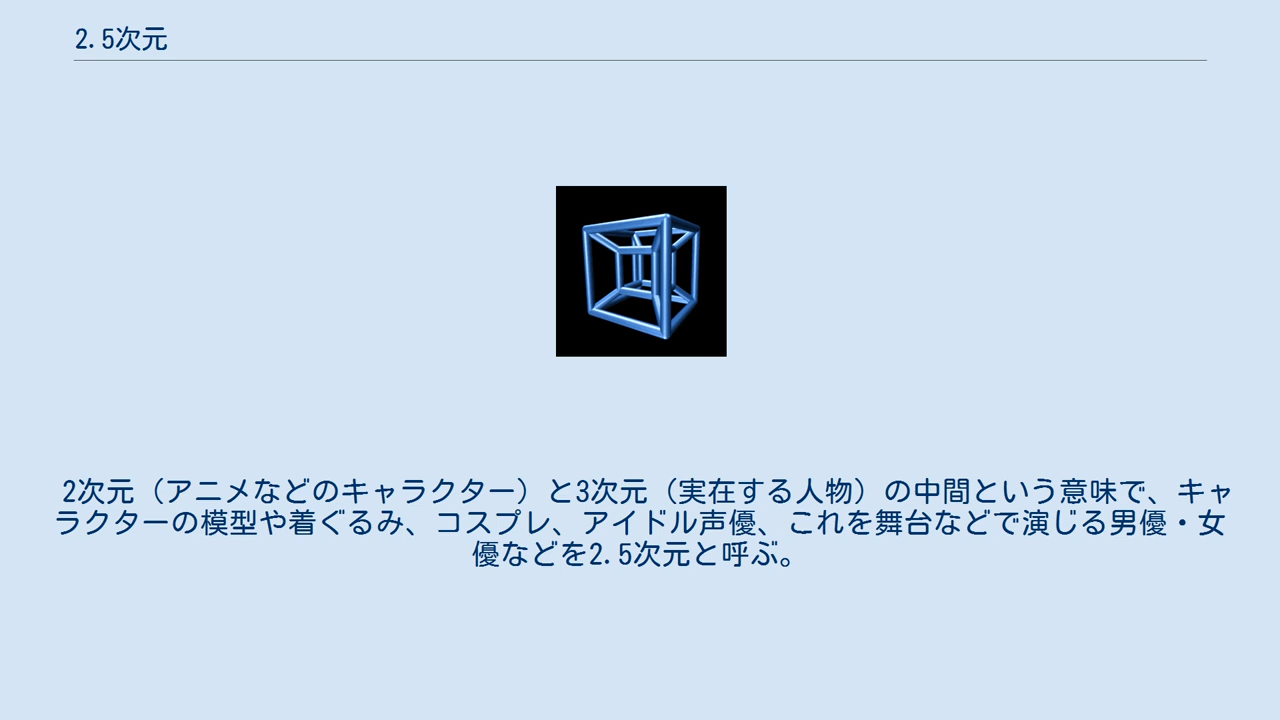 2.5次元
2次元（アニメなどのキャラクター）と3次元（実在する人物）の中間という意味で、キャ
ラクターの模型や着ぐるみ、コスプレ、アイドル声優、これを舞台などで演じる男優・女
優などを2.5次元と呼ぶ。